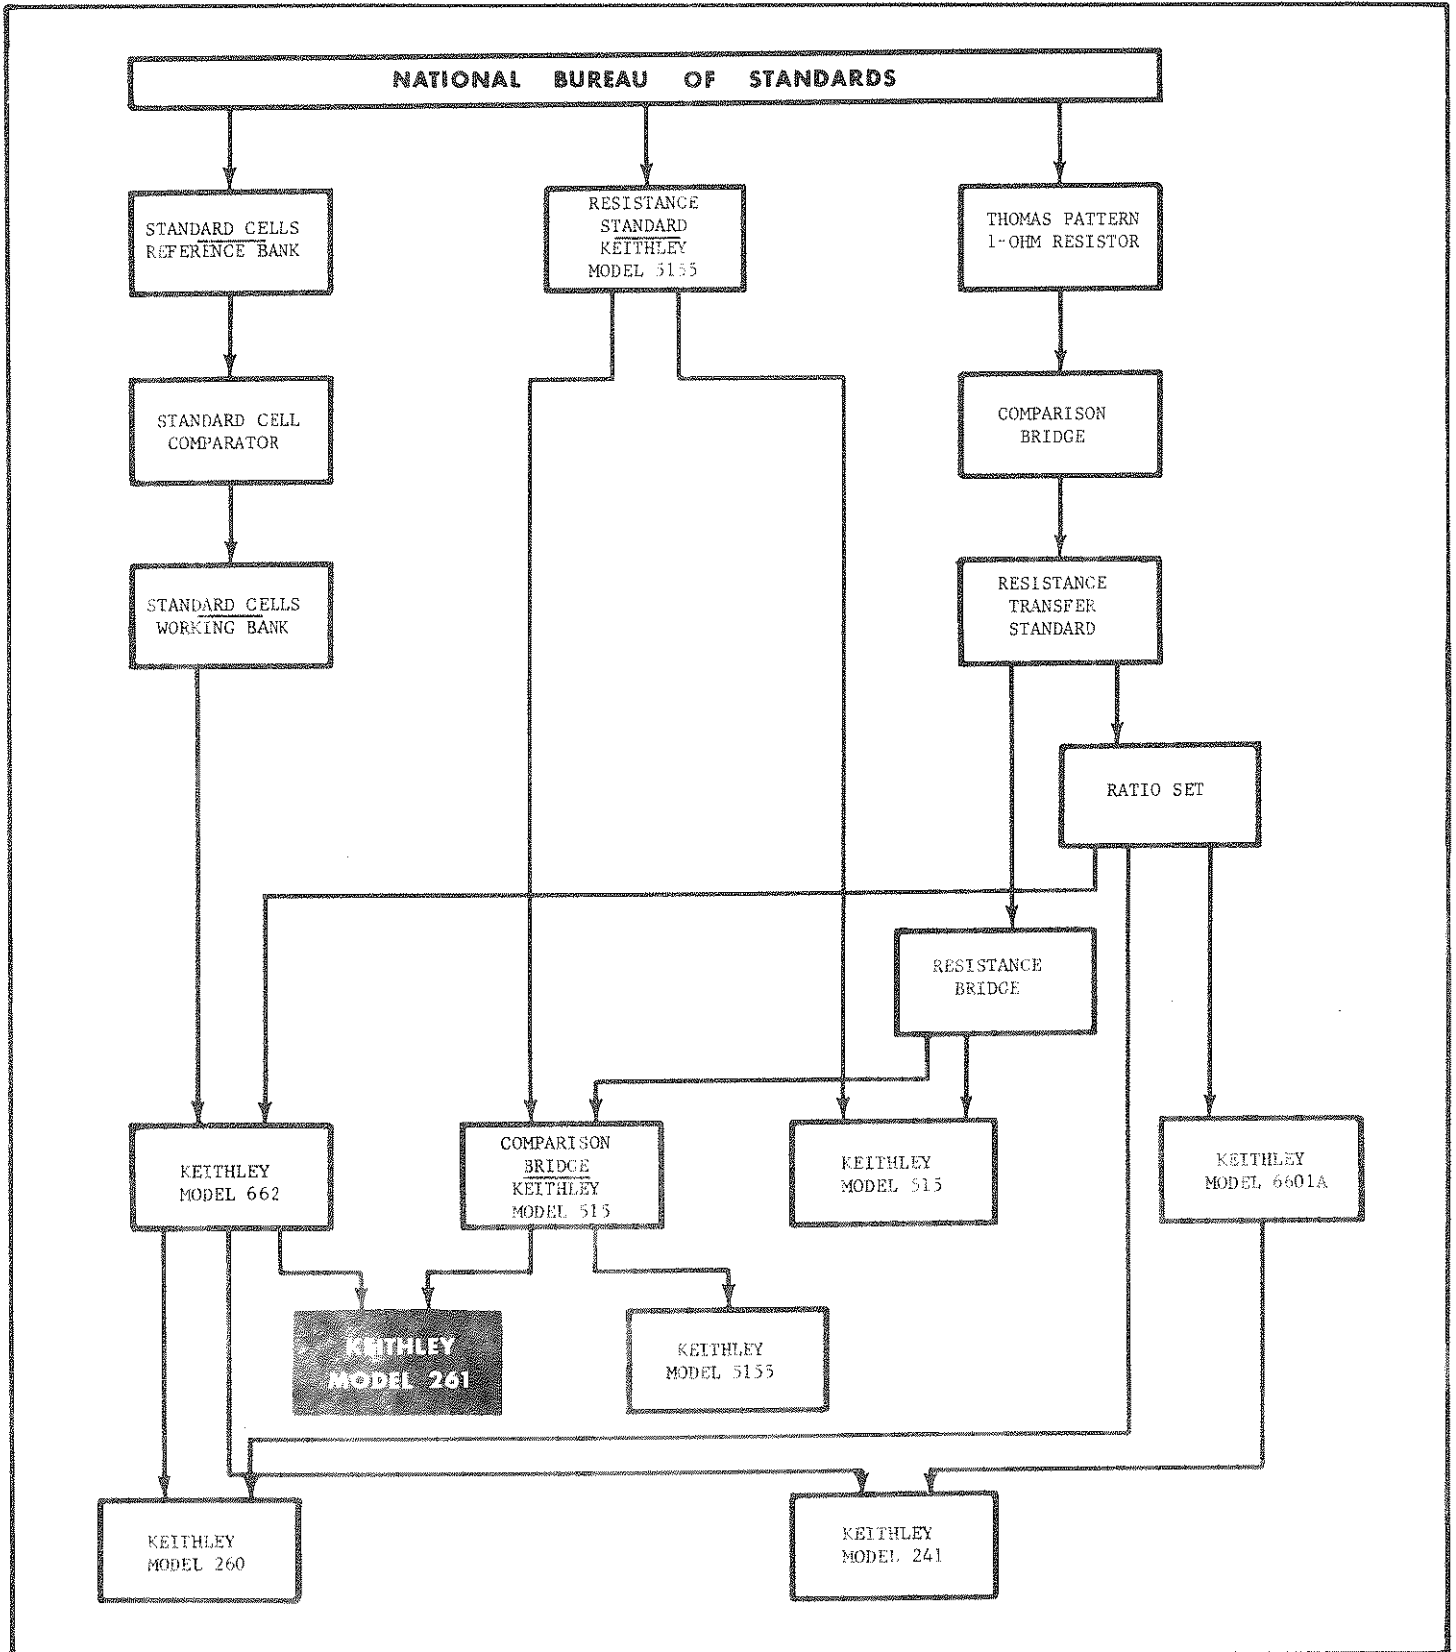 NATIONAL BUREAU OF STANDARDS
STANDARD CELLS
REFERENCE BANK
RESISTANCE
STANDARD
KEITHLEY
MODEL 5155
THOMAS PATTERN
1-OHM RESISTOR
STANDARD CELL
COMPARATOR
COMPARISON
BRIDGE
STANDARD CELLS
WORKING BANK
RESISTANCE
TRANSFER
STANDARD
RATIO SET
RESISTANCE
BRIDGE
KEITHLEY
MODEL 662
COMPARISON
BRIDGE
KEITHLEY
MODEL 515
KEITHLEY
MODEL 515
KEITHLEY
MODEL 6601A
KEITHLEY
MODEL 261
KEITHLEY
MODEL 5155
KEITHLEY
MODEL 260
KEITHLEY
MODEL 241